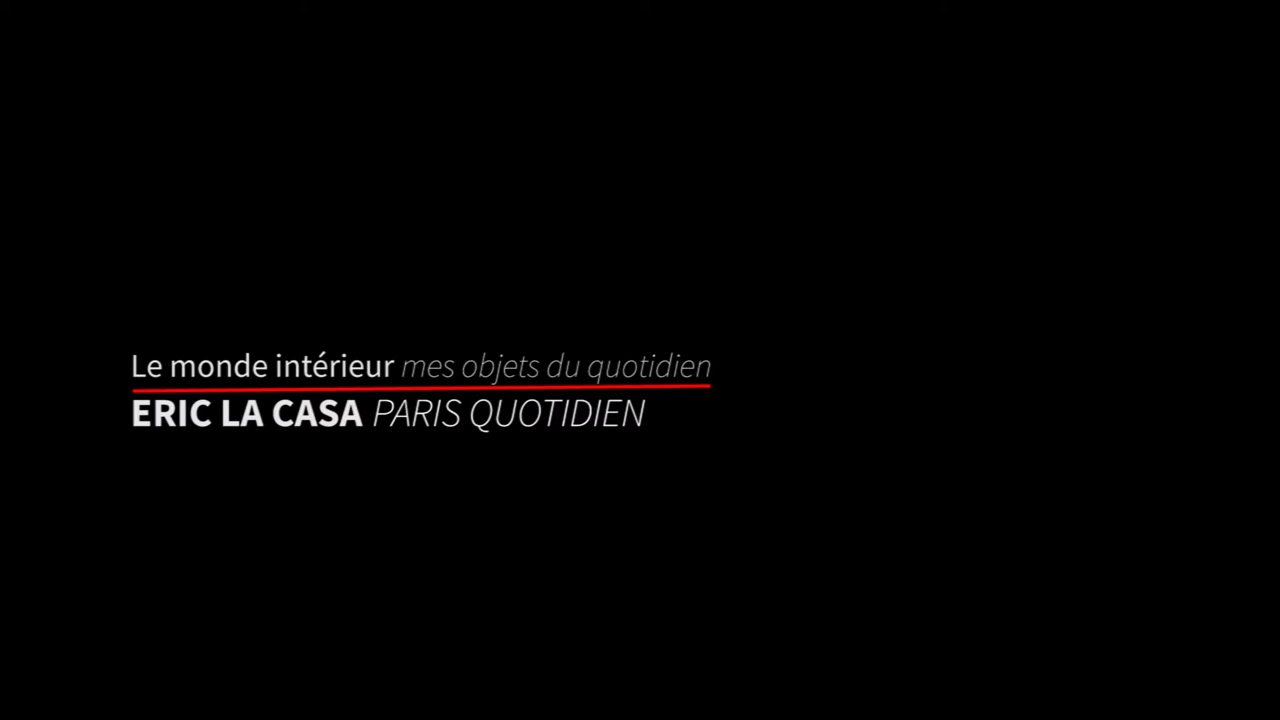 Le monde intérieur mes objets du quotidien
ERIC LA CASA PARIS QUOTIDIEN